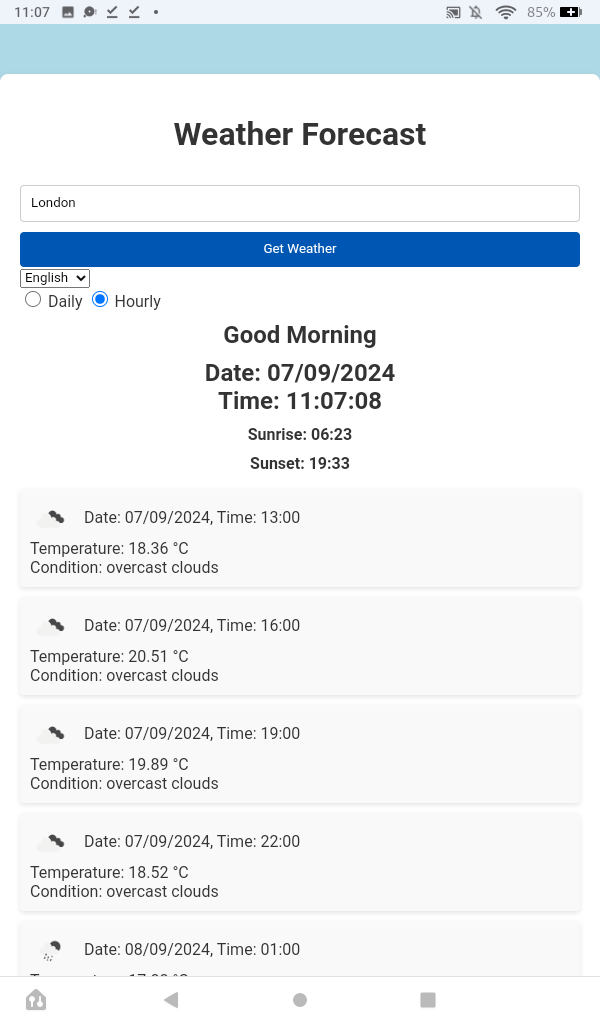 11:07
85%
Weather Forecast
London
Get Weather
English
Daily Hourly
Good Morning
Date: 07/09/2024
Time: 11:07:08
Sunrise: 06:23
Sunset: 19:33
Date: 07/09/2024, Time: 13:00
Temperature: 18.36 °C
Condition: overcast clouds
Date: 07/09/2024, Time: 16:00
Temperature: 20.51 °C
Condition: overcast clouds
Date: 07/09/2024, Time: 19:00
Temperature: 19.89 °C
Condition: overcast clouds
Date: 07/09/2024, Time: 22:00
Temperature: 18.52 °C
Condition: overcast clouds
Date: 08/09/2024, Time: 01:00